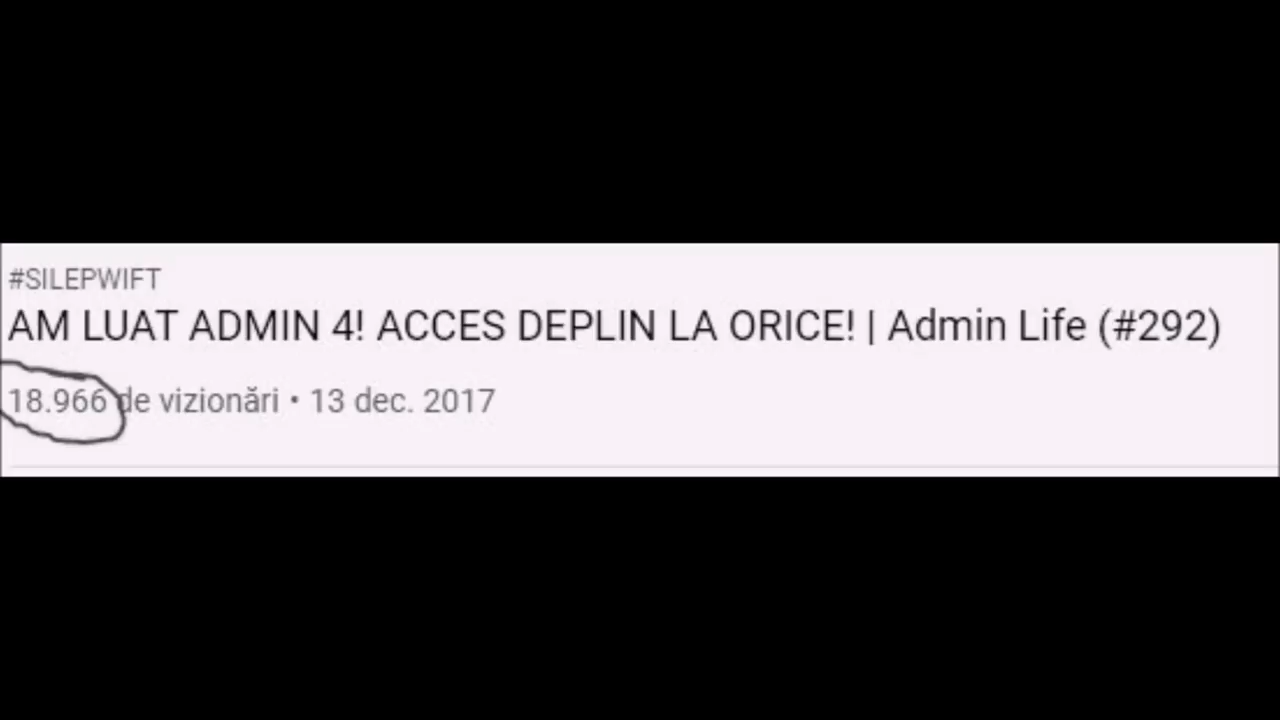 #SILEPWIFT
AM LUAT ADMIN 4! ACCES DEPLIN LA ORICE! | Admin Life (#292)
18.966 de vizionări • 13 dec. 2017